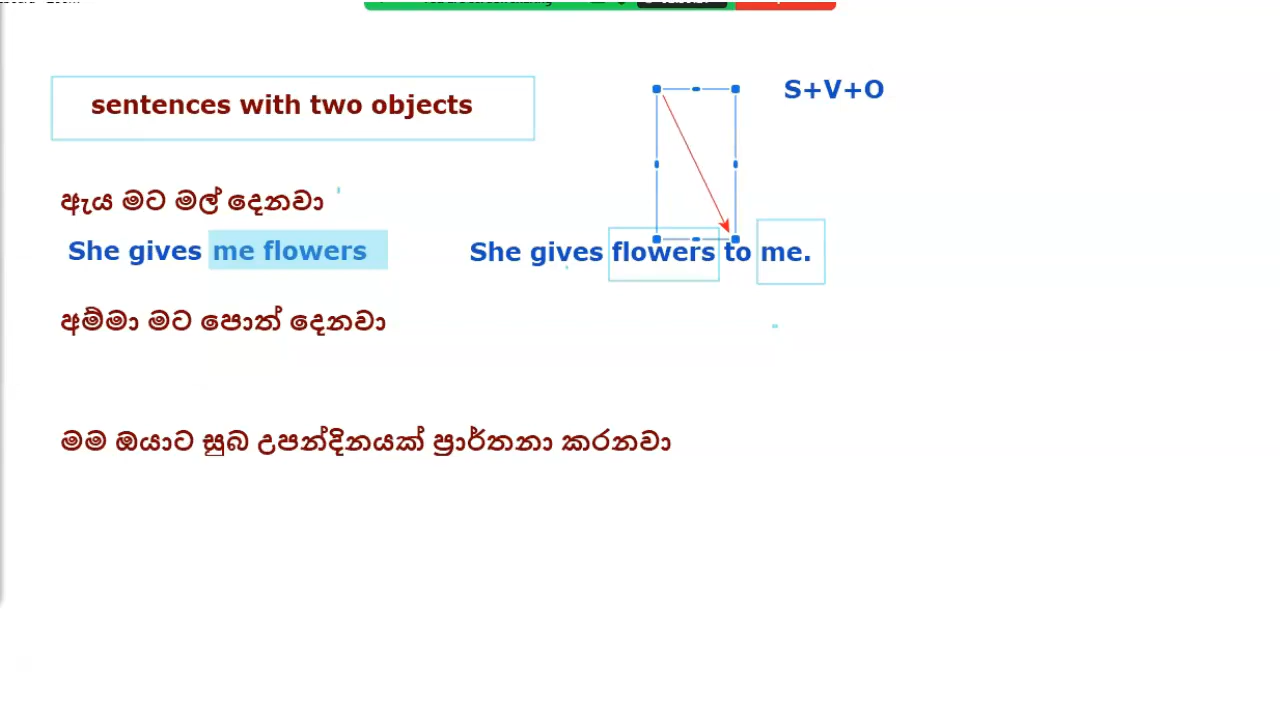 sentences with two objects
S+V+O
ඇය මට මල් දෙනවා
She gives me flowers
She gives flowers to me.
අම්මා මට පොත් දෙනවා
මම ඔයාට සුබ උපන්දිනයක් ප්‍රාර්තනා කරනවා